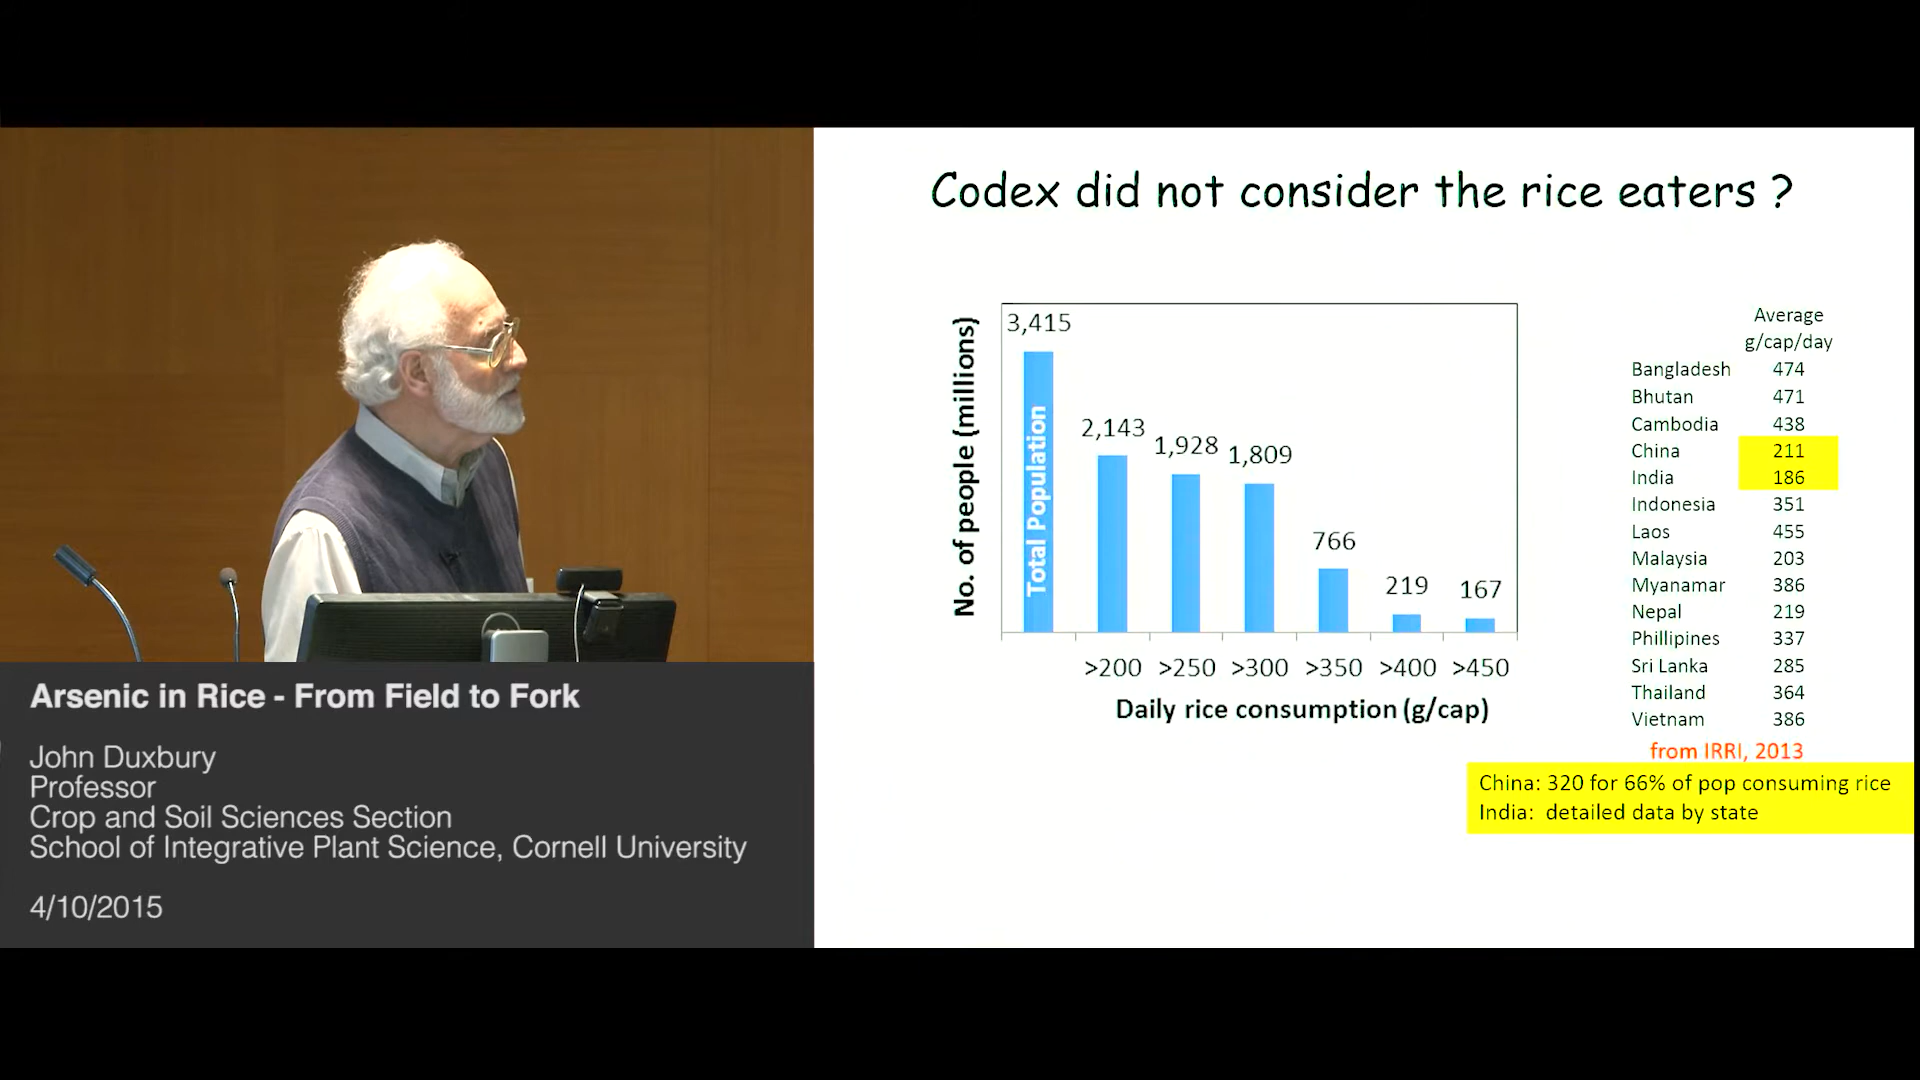 Codex did not consider the rice eaters ?
No. of people (millions)
3,415
2,143
1,928
1,809
766
219
167
Total Population
>200 >250 >300 >350 >400 >450
Daily rice consumption (g/cap)
Average
g/cap/day
Bangladesh 474
Bhutan 471
Cambodia 438
China 211
India 186
Indonesia 351
Laos 455
Malaysia 203
Myanamar 386
Nepal 219
Phillipines 337
Sri Lanka 285
Thailand 364
Vietnam 386
from IRRI, 2013
China: 320 for 66% of pop consuming rice
India: detailed data by state
Arsenic in Rice - From Field to Fork
John Duxbury
Professor
Crop and Soil Sciences Section
School of Integrative Plant Science, Cornell University
4/10/2015